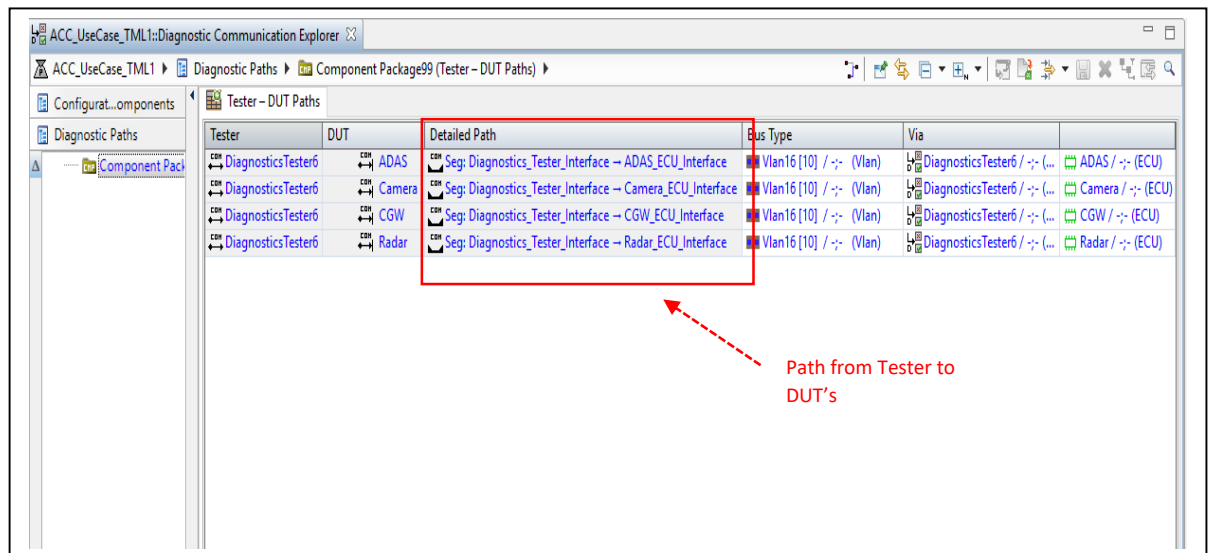 ACC_UseCase_TML1::Diagnostic Communication Explorer
ACC_UseCase_TML1 Diagnostic Paths Component Package99 (Tester – DUT Paths)
Configurat...omponents Tester – DUT Paths
Diagnostic Paths Tester DUT Detailed Path Bus Type Via
Component Pack DiagnosticsTester6 ADAS Seg: Diagnostics_Tester_Interface → ADAS_ECU_Interface Vlan16 [10] / -;- (Vlan) DiagnosticsTester6 / -;- (... ADAS / -;- (ECU)
DiagnosticsTester6 Camera Seg: Diagnostics_Tester_Interface → Camera_ECU_Interface Vlan16 [10] / -;- (Vlan) DiagnosticsTester6 / -;- (... Camera / -;- (ECU)
DiagnosticsTester6 CGW Seg: Diagnostics_Tester_Interface → CGW_ECU_Interface Vlan16 [10] / -;- (Vlan) DiagnosticsTester6 / -;- (... CGW / -;- (ECU)
DiagnosticsTester6 Radar Seg: Diagnostics_Tester_Interface → Radar_ECU_Interface Vlan16 [10] / -;- (Vlan) DiagnosticsTester6 / -;- (... Radar / -;- (ECU)
Path from Tester to
DUT's